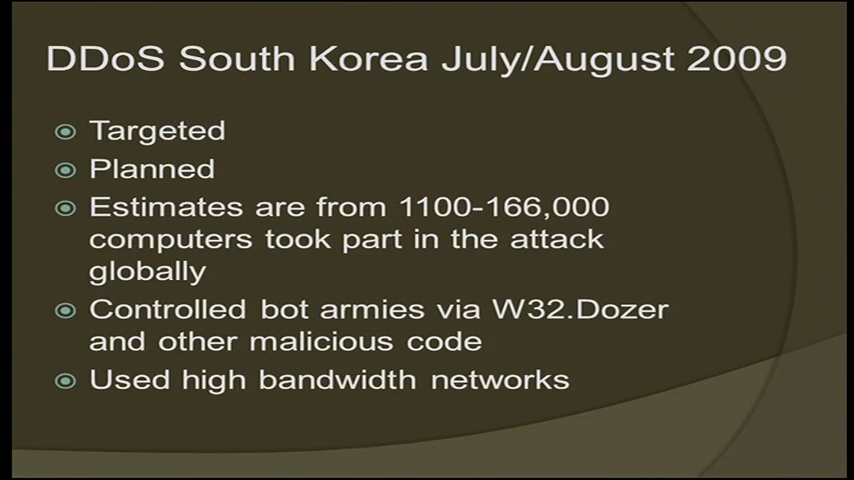 DDoS South Korea July/August 2009
Targeted
Planned
Estimates are from 1100-166,000
computers took part in the attack
globally
Controlled bot armies via W32.Dozer
and other malicious code
Used high bandwidth networks